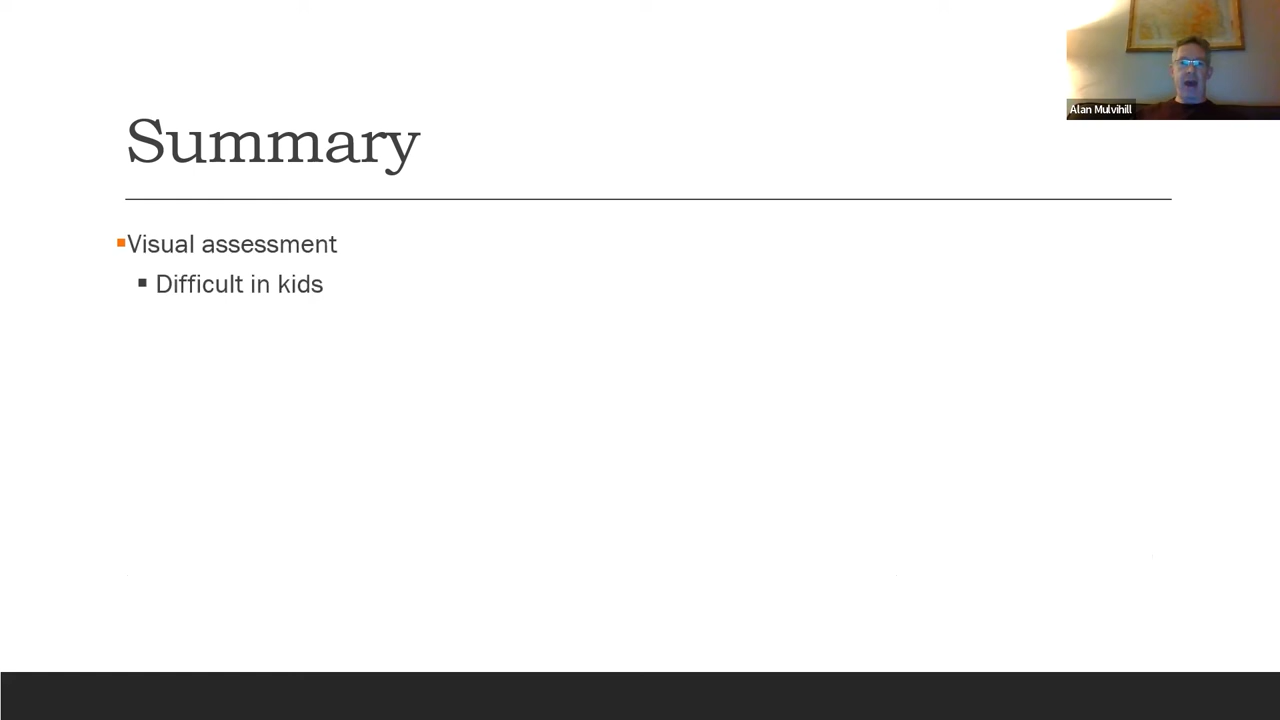 Alan Mulvihill
Summary
Visual assessment
Difficult in kids